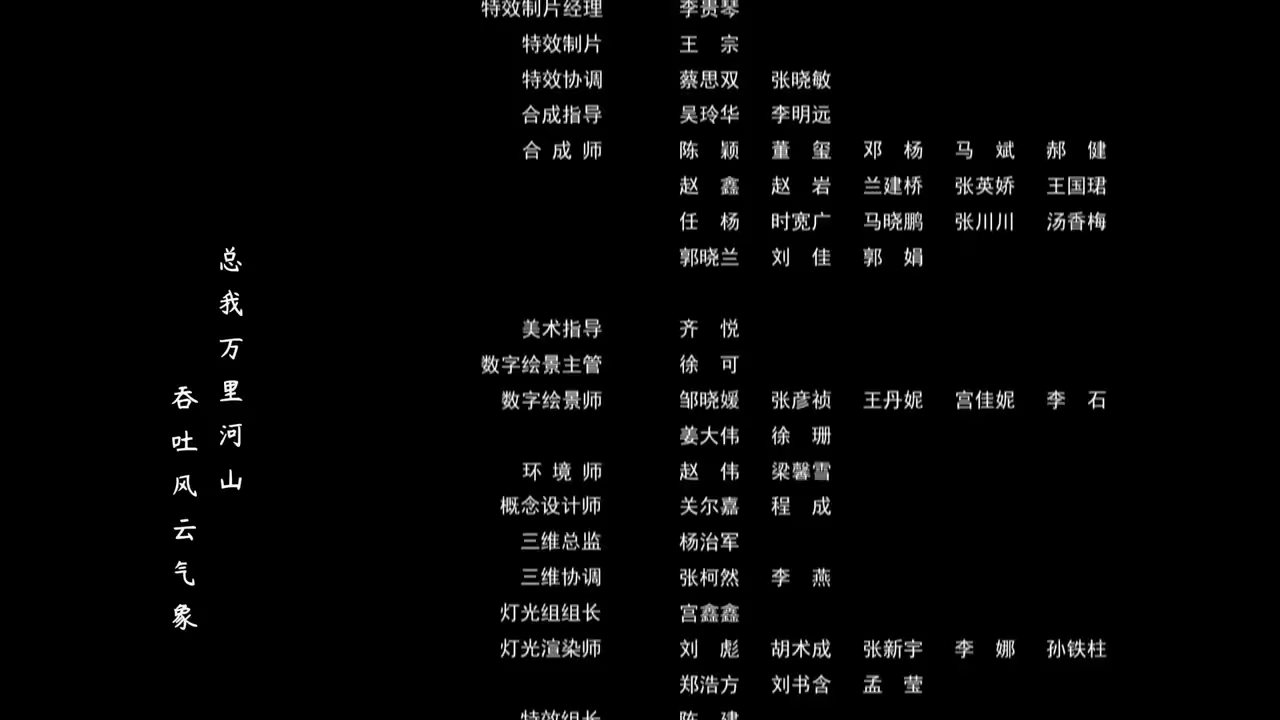 特效制片经理 李贵琴
特效制片 王 宗
特效协调 蔡思双 张晓敏
合成指导 吴玲华 李明远
合 成 师 陈 颖 董 玺 邓 杨 马 斌 郝 健
赵 鑫 赵 岩 兰建桥 张英娇 王国珺
任 杨 时宽广 马晓鹏 张川川 汤香梅
郭晓兰 刘 佳 郭 娟
美术指导 齐 悦
数字绘景主管 徐 可
数字绘景师 邹晓媛 张彦祯 王丹妮 宫佳妮 李 石
姜大伟 徐 珊
环 境 师 赵 伟 梁馨雪
概念设计师 关尔嘉 程 成
三维总监 杨治军
三维协调 张柯然 李 燕
灯光组组长 宫鑫鑫
灯光渲染师 刘 彪 胡术成 张新宇 李 娜 孙铁柱
郑浩方 刘书含 孟 莹
特效组长 陈 建
总我万里河山
吞吐风云气象